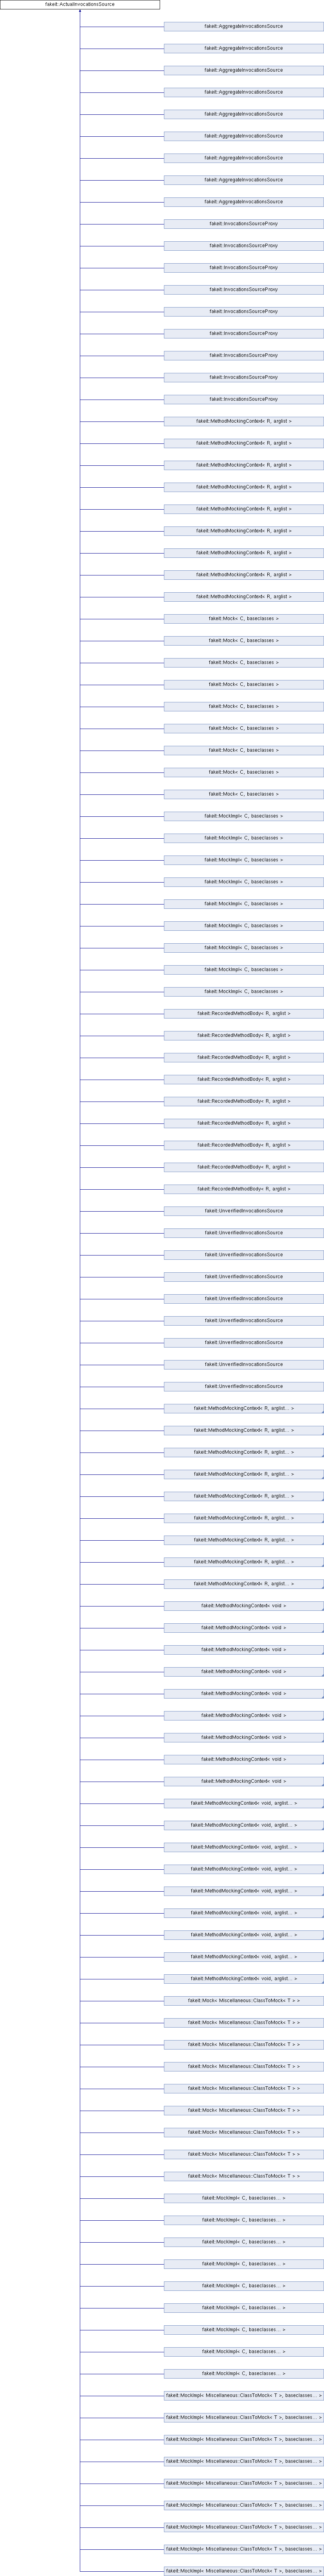 fakeit::ActualInvocationsSource
fakeit::AggregateInvocationsSource
fakeit::AggregateInvocationsSource
fakeit::AggregateInvocationsSource
fakeit::AggregateInvocationsSource
fakeit::AggregateInvocationsSource
fakeit::AggregateInvocationsSource
fakeit::AggregateInvocationsSource
fakeit::AggregateInvocationsSource
fakeit::AggregateInvocationsSource
fakeit::InvocationsSourceProxy
fakeit::InvocationsSourceProxy
fakeit::InvocationsSourceProxy
fakeit::InvocationsSourceProxy
fakeit::InvocationsSourceProxy
fakeit::InvocationsSourceProxy
fakeit::InvocationsSourceProxy
fakeit::InvocationsSourceProxy
fakeit::InvocationsSourceProxy
fakeit::MethodMockingContext< R, arglist >
fakeit::MethodMockingContext< R, arglist >
fakeit::MethodMockingContext< R, arglist >
fakeit::MethodMockingContext< R, arglist >
fakeit::MethodMockingContext< R, arglist >
fakeit::MethodMockingContext< R, arglist >
fakeit::MethodMockingContext< R, arglist >
fakeit::MethodMockingContext< R, arglist >
fakeit::MethodMockingContext< R, arglist >
fakeit::Mock< C, baseclasses >
fakeit::Mock< C, baseclasses >
fakeit::Mock< C, baseclasses >
fakeit::Mock< C, baseclasses >
fakeit::Mock< C, baseclasses >
fakeit::Mock< C, baseclasses >
fakeit::Mock< C, baseclasses >
fakeit::Mock< C, baseclasses >
fakeit::Mock< C, baseclasses >
fakeit::MockImpl< C, baseclasses >
fakeit::MockImpl< C, baseclasses >
fakeit::MockImpl< C, baseclasses >
fakeit::MockImpl< C, baseclasses >
fakeit::MockImpl< C, baseclasses >
fakeit::MockImpl< C, baseclasses >
fakeit::MockImpl< C, baseclasses >
fakeit::MockImpl< C, baseclasses >
fakeit::MockImpl< C, baseclasses >
fakeit::RecordedMethodBody< R, arglist >
fakeit::RecordedMethodBody< R, arglist >
fakeit::RecordedMethodBody< R, arglist >
fakeit::RecordedMethodBody< R, arglist >
fakeit::RecordedMethodBody< R, arglist >
fakeit::RecordedMethodBody< R, arglist >
fakeit::RecordedMethodBody< R, arglist >
fakeit::RecordedMethodBody< R, arglist >
fakeit::RecordedMethodBody< R, arglist >
fakeit::UnverifiedInvocationsSource
fakeit::UnverifiedInvocationsSource
fakeit::UnverifiedInvocationsSource
fakeit::UnverifiedInvocationsSource
fakeit::UnverifiedInvocationsSource
fakeit::UnverifiedInvocationsSource
fakeit::UnverifiedInvocationsSource
fakeit::UnverifiedInvocationsSource
fakeit::UnverifiedInvocationsSource
fakeit::MethodMockingContext< R, arglist... >
fakeit::MethodMockingContext< R, arglist... >
fakeit::MethodMockingContext< R, arglist... >
fakeit::MethodMockingContext< R, arglist... >
fakeit::MethodMockingContext< R, arglist... >
fakeit::MethodMockingContext< R, arglist... >
fakeit::MethodMockingContext< R, arglist... >
fakeit::MethodMockingContext< R, arglist... >
fakeit::MethodMockingContext< R, arglist... >
fakeit::MethodMockingContext< void >
fakeit::MethodMockingContext< void >
fakeit::MethodMockingContext< void >
fakeit::MethodMockingContext< void >
fakeit::MethodMockingContext< void >
fakeit::MethodMockingContext< void >
fakeit::MethodMockingContext< void >
fakeit::MethodMockingContext< void >
fakeit::MethodMockingContext< void >
fakeit::MethodMockingContext< void, arglist... >
fakeit::MethodMockingContext< void, arglist... >
fakeit::MethodMockingContext< void, arglist... >
fakeit::MethodMockingContext< void, arglist... >
fakeit::MethodMockingContext< void, arglist... >
fakeit::MethodMockingContext< void, arglist... >
fakeit::MethodMockingContext< void, arglist... >
fakeit::MethodMockingContext< void, arglist... >
fakeit::MethodMockingContext< void, arglist... >
fakeit::Mock< Miscellaneous::ClassToMock< T > >
fakeit::Mock< Miscellaneous::ClassToMock< T > >
fakeit::Mock< Miscellaneous::ClassToMock< T > >
fakeit::Mock< Miscellaneous::ClassToMock< T > >
fakeit::Mock< Miscellaneous::ClassToMock< T > >
fakeit::Mock< Miscellaneous::ClassToMock< T > >
fakeit::Mock< Miscellaneous::ClassToMock< T > >
fakeit::Mock< Miscellaneous::ClassToMock< T > >
fakeit::Mock< Miscellaneous::ClassToMock< T > >
fakeit::MockImpl< C, baseclasses... >
fakeit::MockImpl< C, baseclasses... >
fakeit::MockImpl< C, baseclasses... >
fakeit::MockImpl< C, baseclasses... >
fakeit::MockImpl< C, baseclasses... >
fakeit::MockImpl< C, baseclasses... >
fakeit::MockImpl< C, baseclasses... >
fakeit::MockImpl< C, baseclasses... >
fakeit::MockImpl< C, baseclasses... >
fakeit::MockImpl< Miscellaneous::ClassToMock< T >, baseclasses... >
fakeit::MockImpl< Miscellaneous::ClassToMock< T >, baseclasses... >
fakeit::MockImpl< Miscellaneous::ClassToMock< T >, baseclasses... >
fakeit::MockImpl< Miscellaneous::ClassToMock< T >, baseclasses... >
fakeit::MockImpl< Miscellaneous::ClassToMock< T >, baseclasses... >
fakeit::MockImpl< Miscellaneous::ClassToMock< T >, baseclasses... >
fakeit::MockImpl< Miscellaneous::ClassToMock< T >, baseclasses... >
fakeit::MockImpl< Miscellaneous::ClassToMock< T >, baseclasses... >
fakeit::MockImpl< Miscellaneous::ClassToMock< T >, baseclasses... >